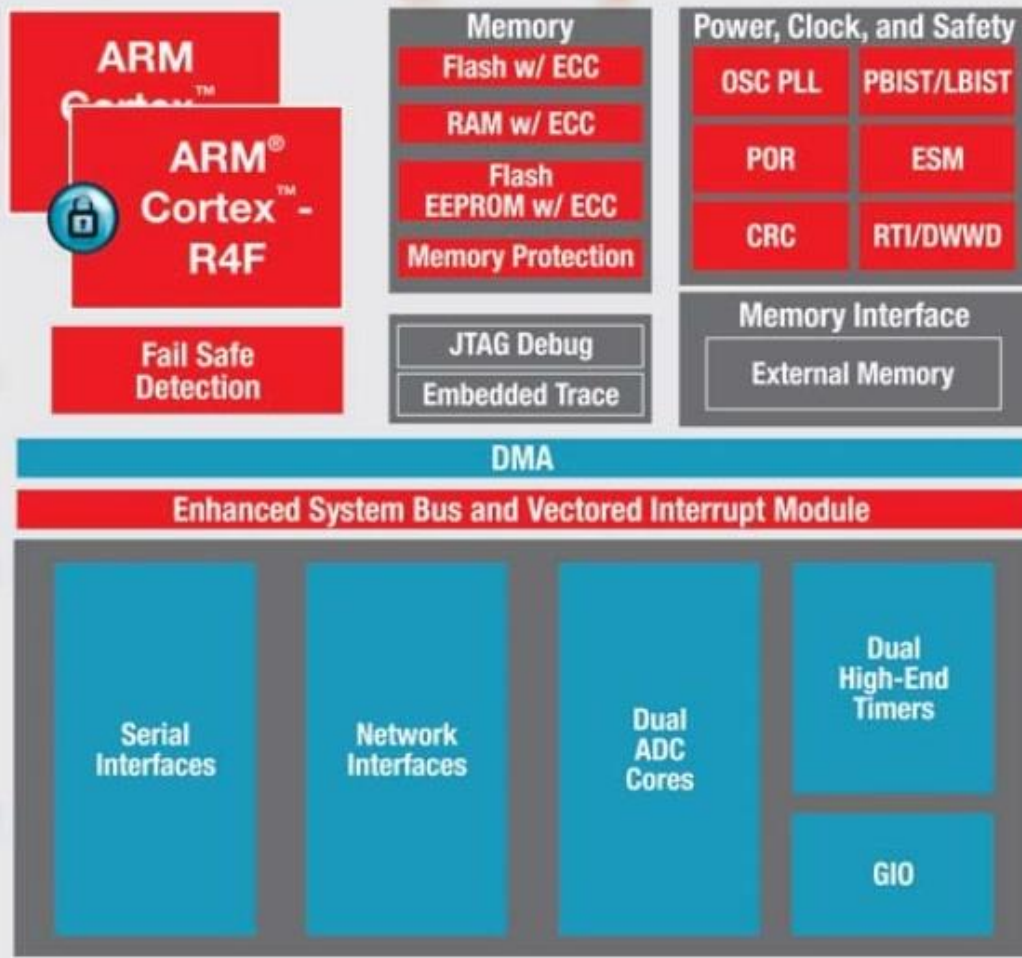 ARM
Cortex™
ARM®
Cortex™-
R4F
Fail Safe
Detection
Memory
Flash w/ ECC
RAM w/ ECC
Flash
EEPROM w/ ECC
Memory Protection
JTAG Debug
Embedded Trace
Power, Clock, and Safety
OSC PLL
PBIST/LBIST
POR
ESM
CRC
RTI/DWWD
Memory Interface
External Memory
DMA
Enhanced System Bus and Vectored Interrupt Module
Serial
Interfaces
Network
Interfaces
Dual
ADC
Cores
Dual
High-End
Timers
GIO